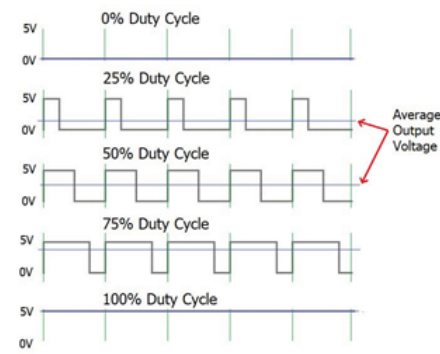 0% Duty Cycle
5V
0V
25% Duty Cycle
5V
0V
Average
Output
Voltage
50% Duty Cycle
5V
0V
75% Duty Cycle
5V
0V
100% Duty Cycle
5V
0V